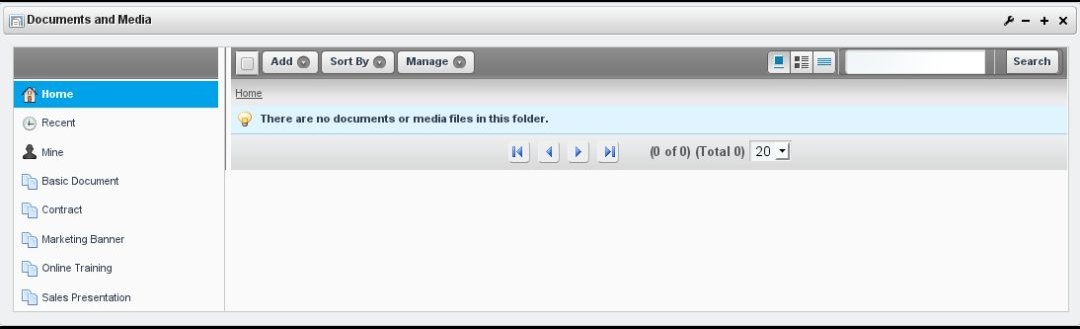 Documents and Media
Add Sort By Manage Search
Home
Recent
Mine
Basic Document
Contract
Marketing Banner
Online Training
Sales Presentation
Home
There are no documents or media files in this folder.
(0 of 0) (Total 0) 20